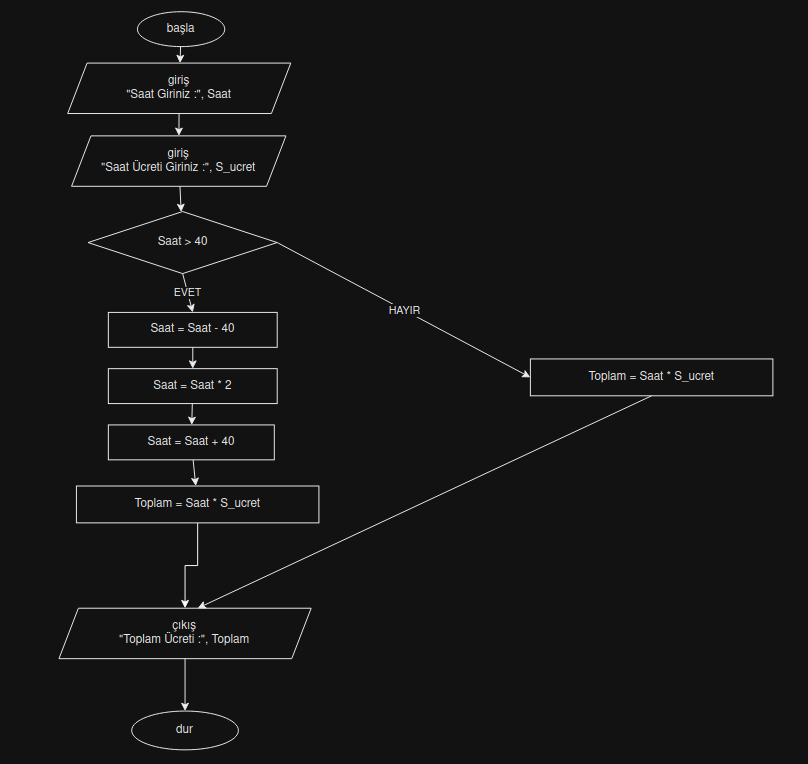 başla
giriş
"Saat Giriniz :", Saat
giriş
"Saat Ücreti Giriniz :", S_ucret
Saat > 40
EVET
HAYIR
Saat = Saat - 40
Saat = Saat * 2
Saat = Saat + 40
Toplam = Saat * S_ucret
Toplam = Saat * S_ucret
çıkış
"Toplam Ücreti :", Toplam
dur